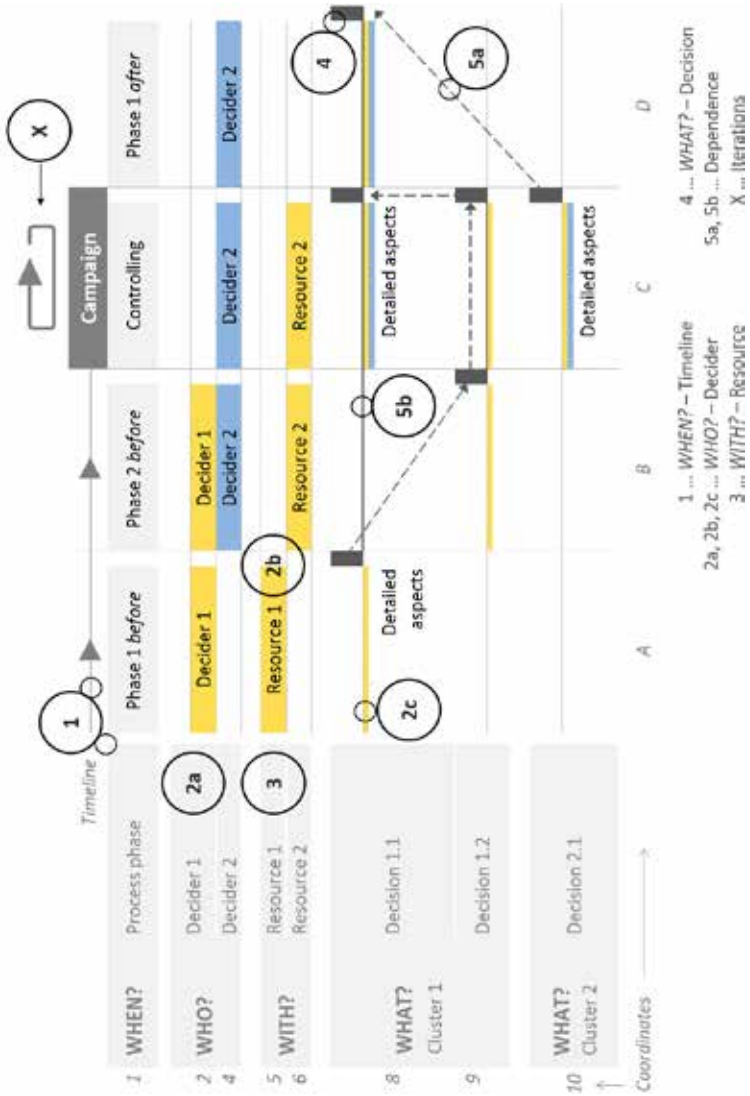 X
Timeline
1
Campaign
1 WHEN? Process phase Phase 1 before Phase 2 before Controlling Phase 1 after
2 WHO? Decider 1 2a Decider 1 Decider 1
4 Decider 2 Decider 2 Decider 2 Decider 2
5 WITH? Resource 1 3 Resource 1 2b
6 Resource 2 Resource 2 Resource 2
4
8 WHAT? Cluster 1 Decision 1.1
2c
Detailed
aspects
5b
Detailed aspects
5a
9 Decision 1.2
10 WHAT? Cluster 2 Decision 2.1
Detailed aspects
Coordinates A B C D
1 ... WHEN? – Timeline
2a, 2b, 2c ... WHO? – Decider
3 ... WITH? – Resource
4 ... WHAT? – Decision
5a, 5b ... Dependence
X ... Iterations